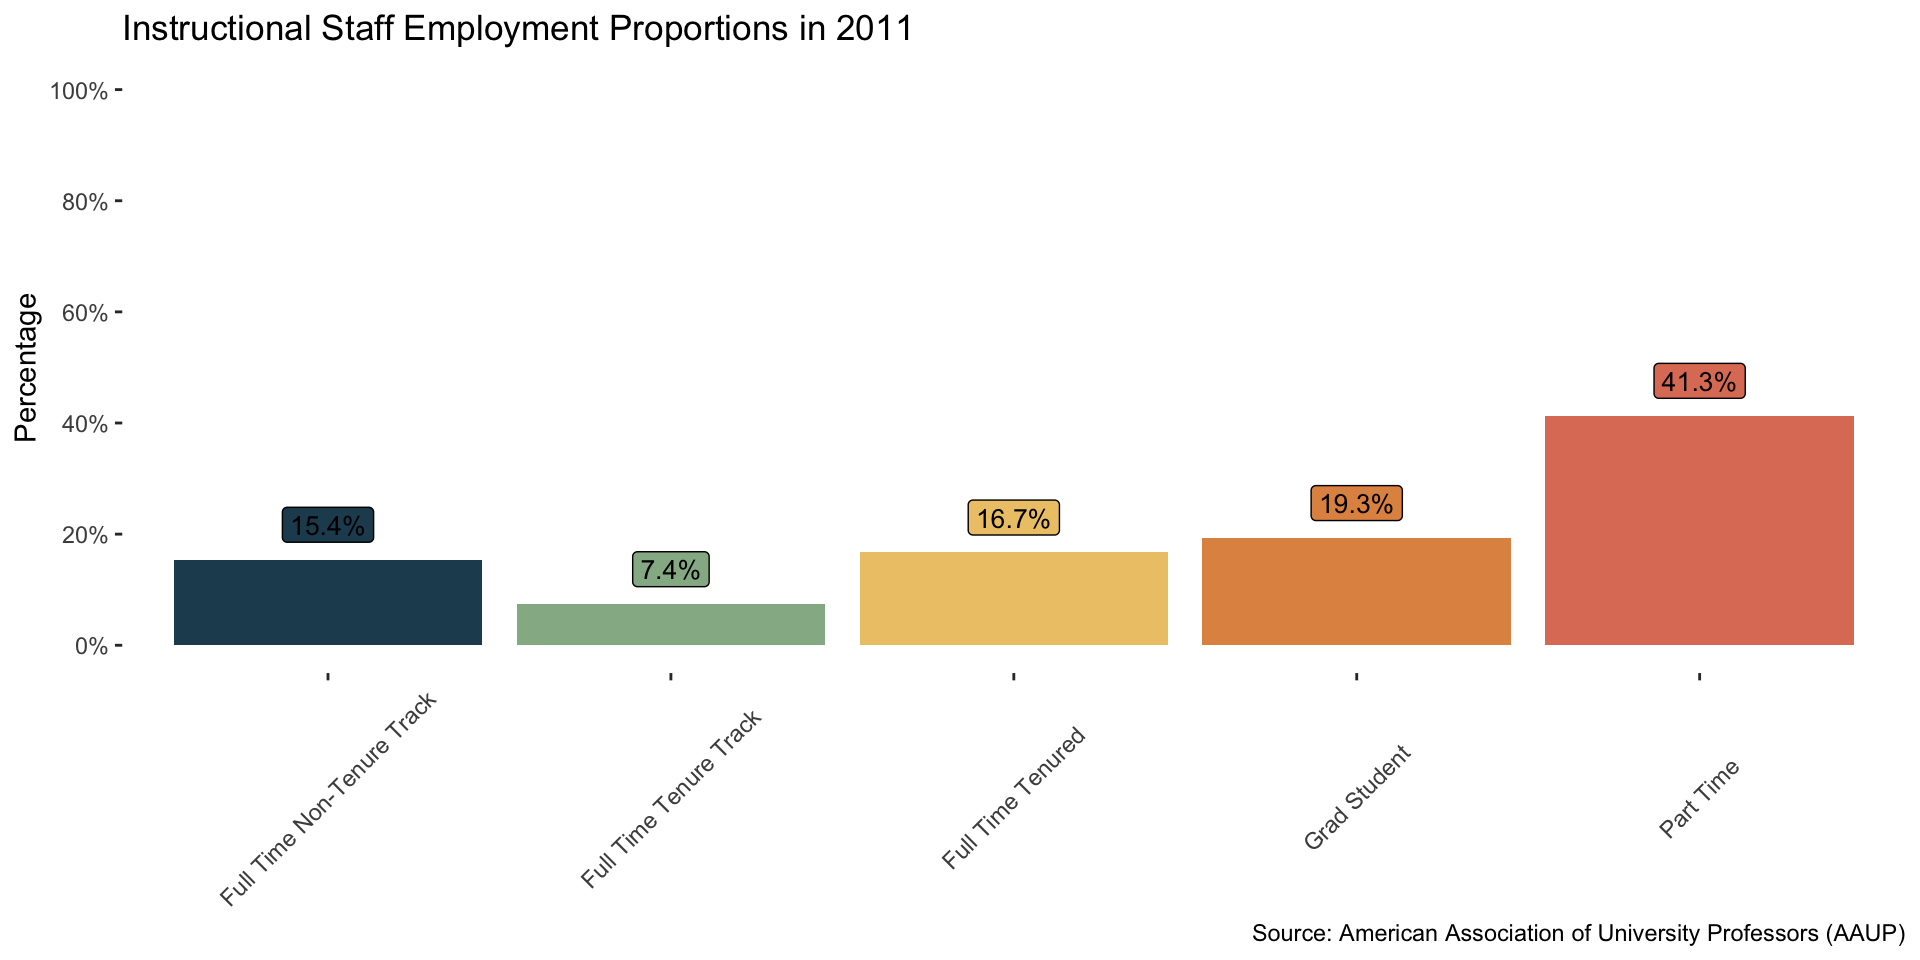 Instructional Staff Employment Proportions in 2011
100%
80%
60%
40%
20%
0%
Percentage
15.4%
7.4%
16.7%
19.3%
41.3%
Full Time Non-Tenure Track
Full Time Tenure Track
Full Time Tenured
Grad Student
Part Time
Source: American Association of University Professors (AAUP)